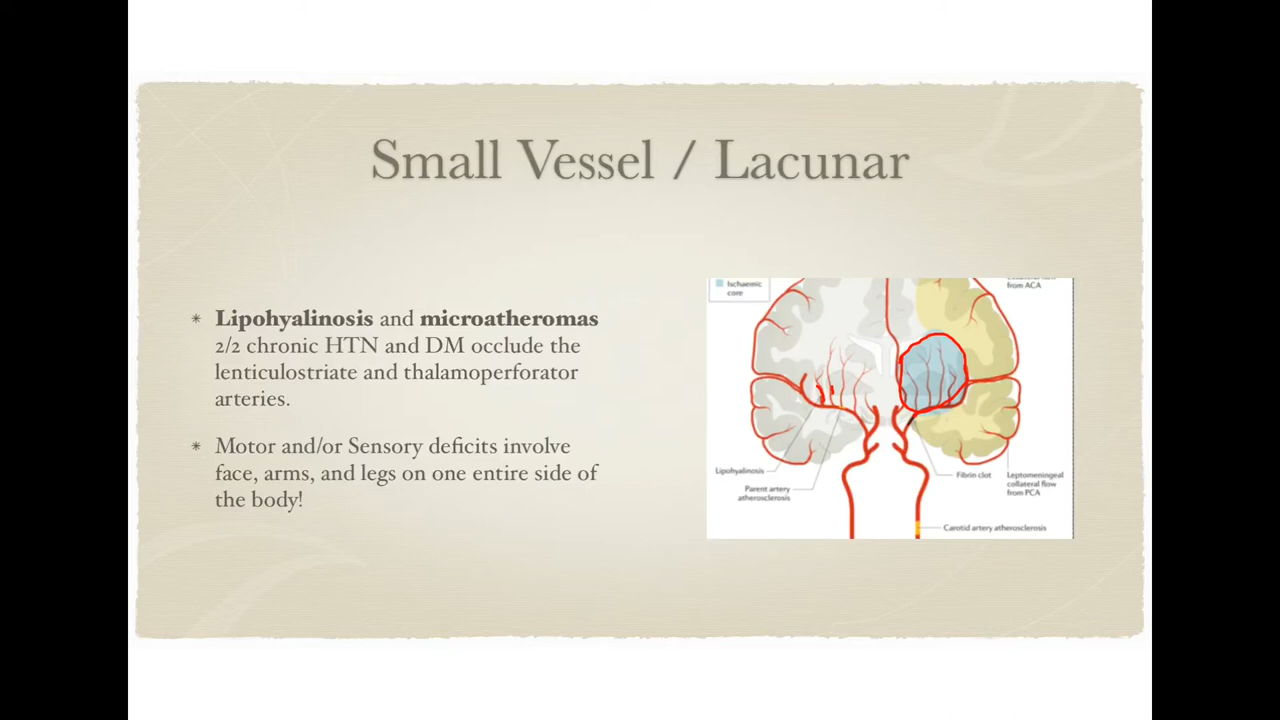 Small Vessel / Lacunar
* Lipohyalinosis and microatheromas
2/2 chronic HTN and DM occlude the
lenticulostriate and thalamoperforator
arteries.
* Motor and/or Sensory deficits involve
face, arms, and legs on one entire side of
the body!
Ischaemic
core
from ACA
Lipohyalinosis
Parent artery
atherosclerosis
Fibrin clot
Leptomeningeal
collateral flow
from PCA
Carotid artery atherosclerosis